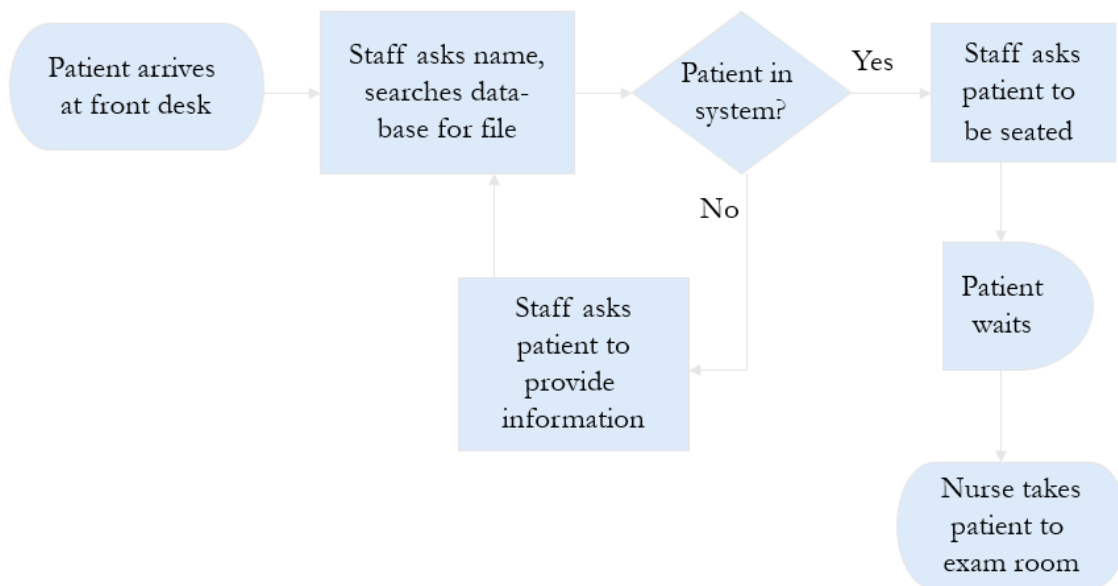 Patient arrives
at front desk
Staff asks name,
searches data-
base for file
Patient in
system?
Yes
Staff asks
patient to
be seated
No
Staff asks
patient to
provide
information
Patient
waits
Nurse takes
patient to
exam room